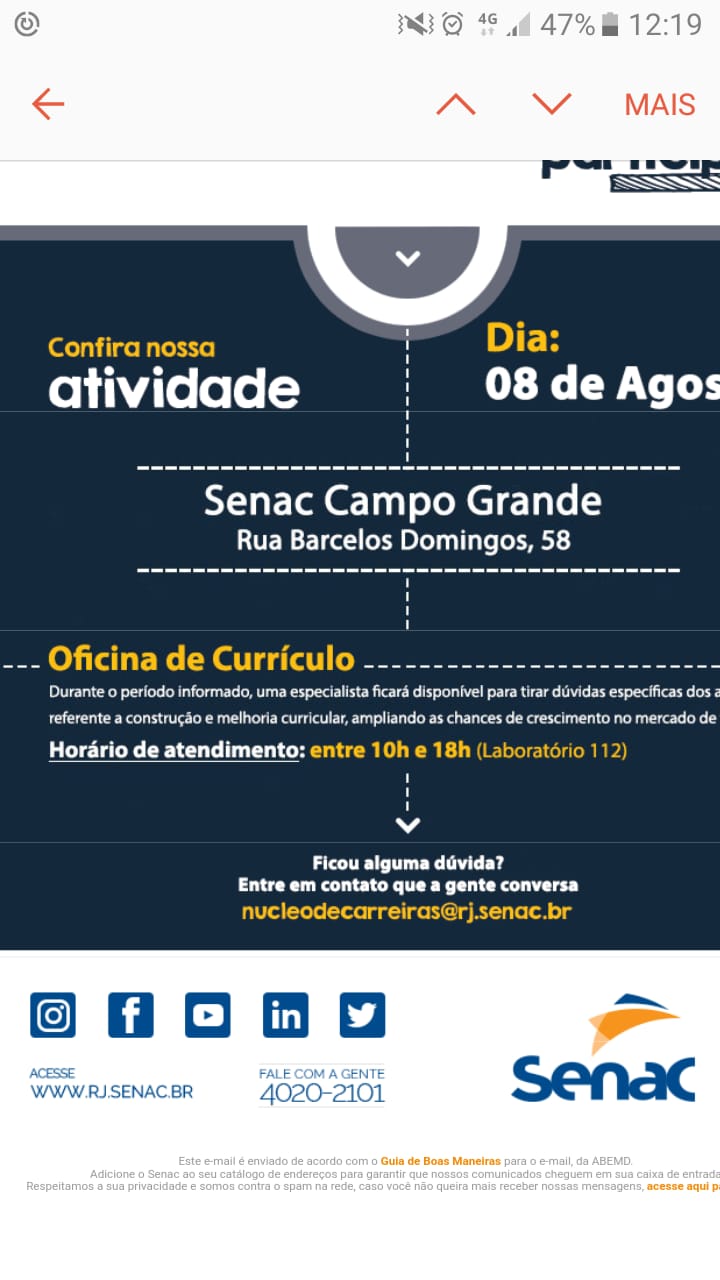 4G 47% 12:19
MAIS
Confira nossa
atividade
Dia:
08 de Agos
Senac Campo Grande
Rua Barcelos Domingos, 58
Oficina de Currículo
Durante o período informado, uma especialista ficará disponível para tirar dúvidas específicas dos a
referente a construção e melhoria curricular, ampliando as chances de crescimento no mercado de
Horário de atendimento: entre 10h e 18h (Laboratório 112)
Ficou alguma dúvida?
Entre em contato que a gente conversa
nucleodecarreiras@rj.senac.br
ACESSE
WWW.RJ.SENAC.BR
FALE COM A GENTE
4020-2101
Senac
Este e-mail é enviado de acordo com o Guia de Boas Maneiras para o e-mail, da ABEMD.
Adicione o Senac ao seu catálogo de endereços para garantir que nossos comunicados cheguem em sua caixa de entrada
Respeitamos a sua privacidade e somos contra o spam na rede, caso você não queira mais receber nossas mensagens, acesse aqui p